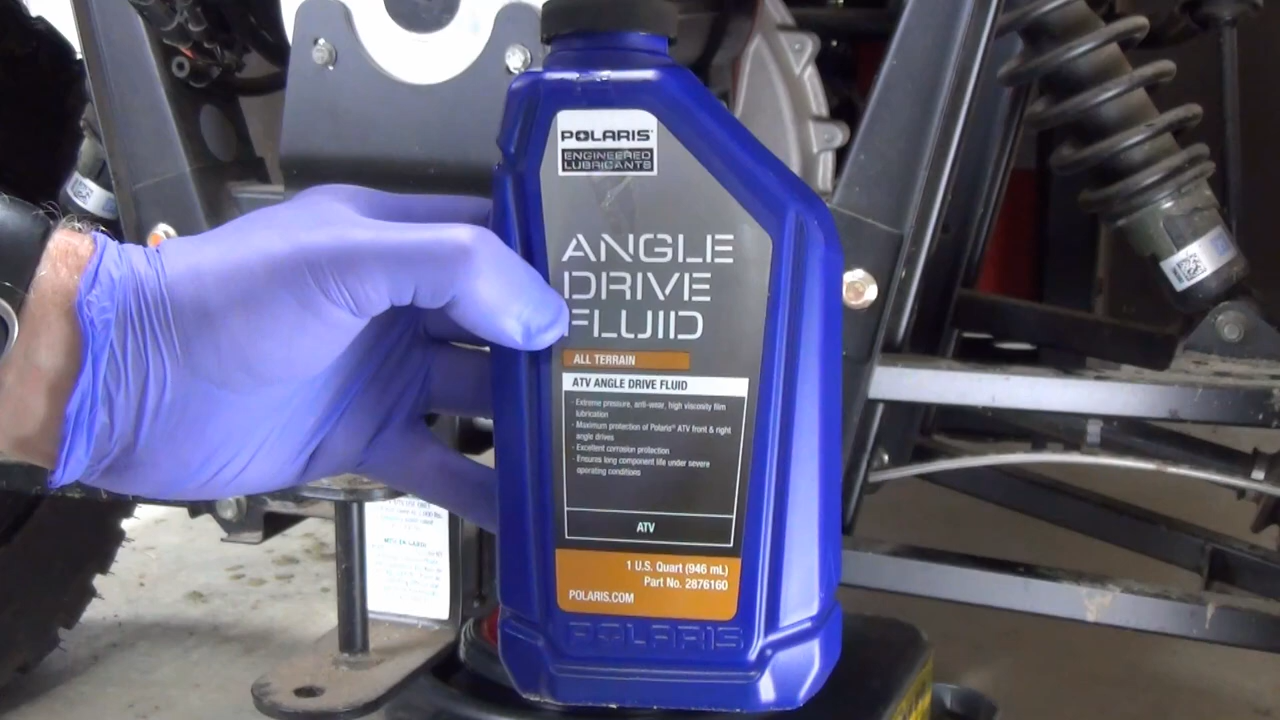 POLARIS
ENGINEERED
LUBRICANTS
ANGLE
DRIVE
FLUID
ALL TERRAIN
ATV ANGLE DRIVE FLUID
· Extreme pressure, anti-wear, high viscosity film
lubrication
· Maximum protection of Polaris® ATV front & right
angle drives
· Excellent corrosion protection
· Ensures long component life under severe
operating conditions
ATV
1 U.S. Quart (946 mL)
Part No. 2876160
POLARIS.COM
POLARIS